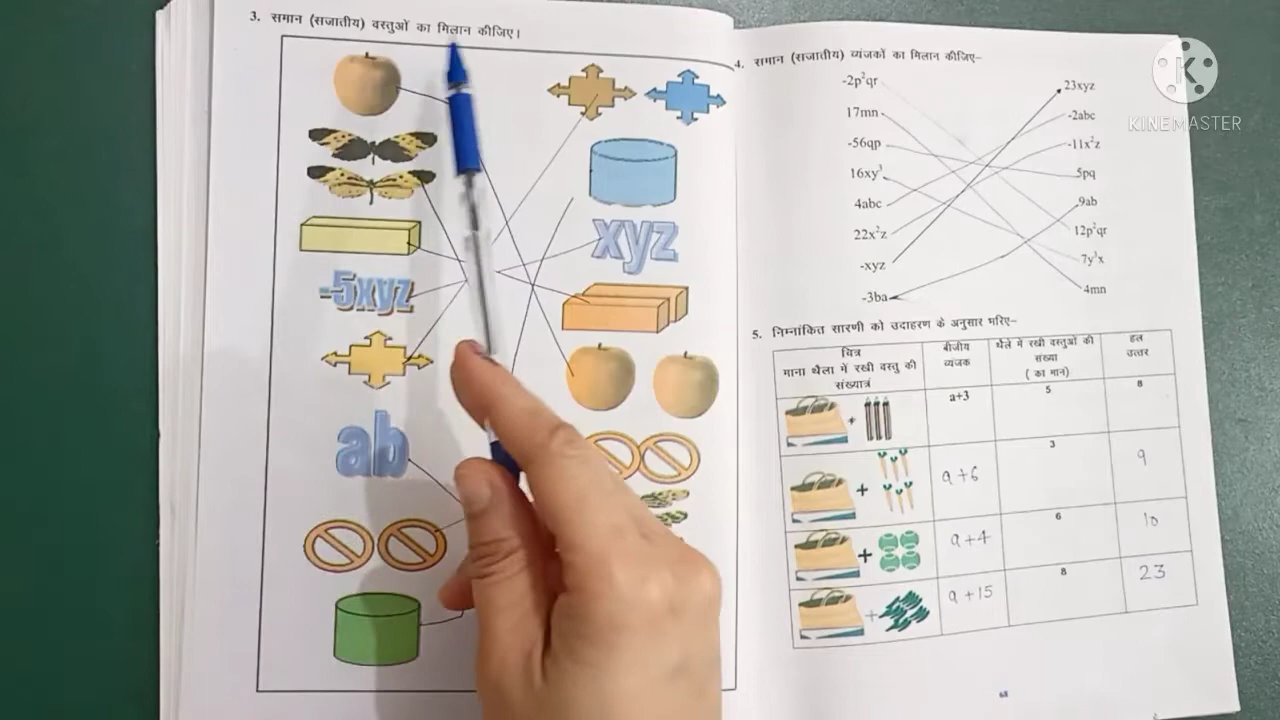 3. समान (सजातीय) वस्तुओं का मिलान कीजिए।
xyz
-5xyz
ab
4. समान (सजातीय) व्यंजकों का मिलान कीजिए–
-2p²qr
23xyz
17mn
-2abc
-56qp
-11x²z
16xy³
5pq
4abc
9ab
22x²z
12p²qr
-xyz
7y³x
-3ba
4mn
5. निम्नांकित सारणी को उदाहरण के अनुसार भरिए–
चित्र
माना थैला में रखी वस्तु की
संख्यात्रं
बीजीय
व्यंजक
थैले में रखी वस्तुओं की
संख्या
( का मान)
हल
उत्तर
+ a+3 5 8
+ a+6 3 9
+ a+4 6 10
+ a+15 8 23
68
K
KINEMASTER